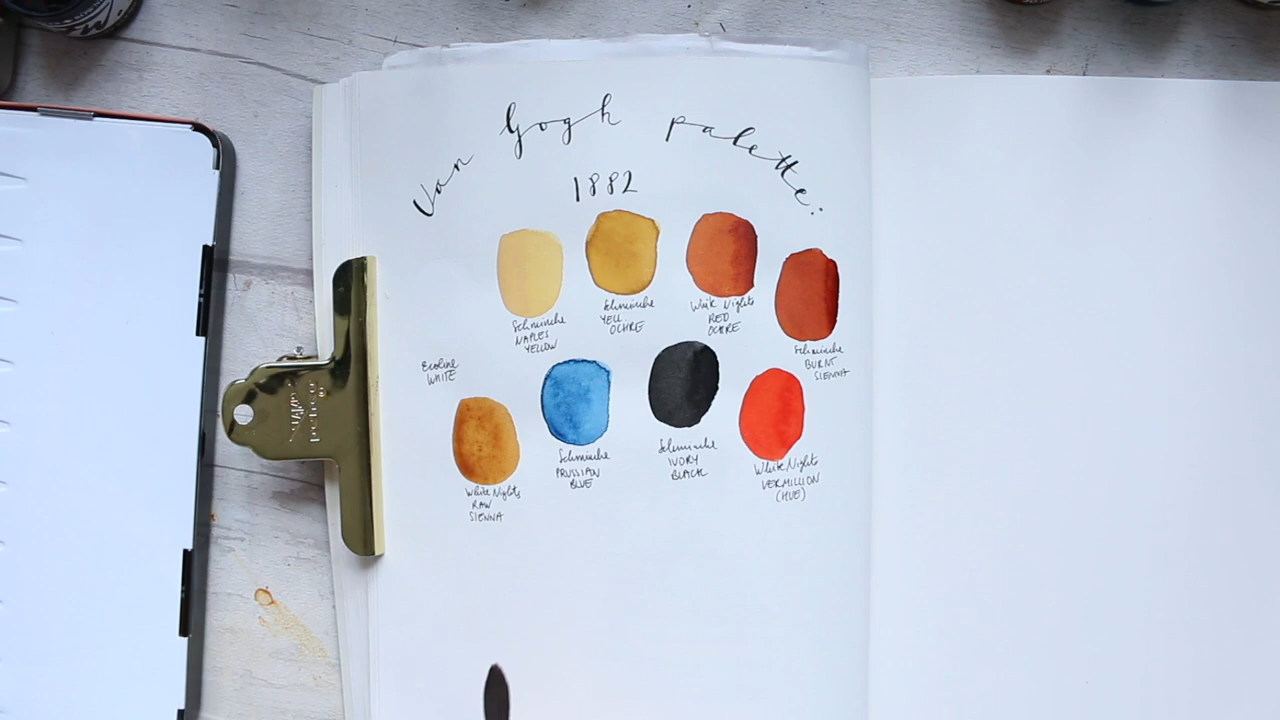 Van Gogh palette:
1882
Schmincke
NAPLES
YELLOW
Schmincke
YELL
OCHRE
White Nights
RED
OCHRE
Schmincke
BURNT
SIENNA
Ecoline
WHITE
White Nights
RAW
SIENNA
Schmincke
PRUSSIAN
BLUE
Schmincke
IVORY
BLACK
White Nights
VERMILLION
(HUE)